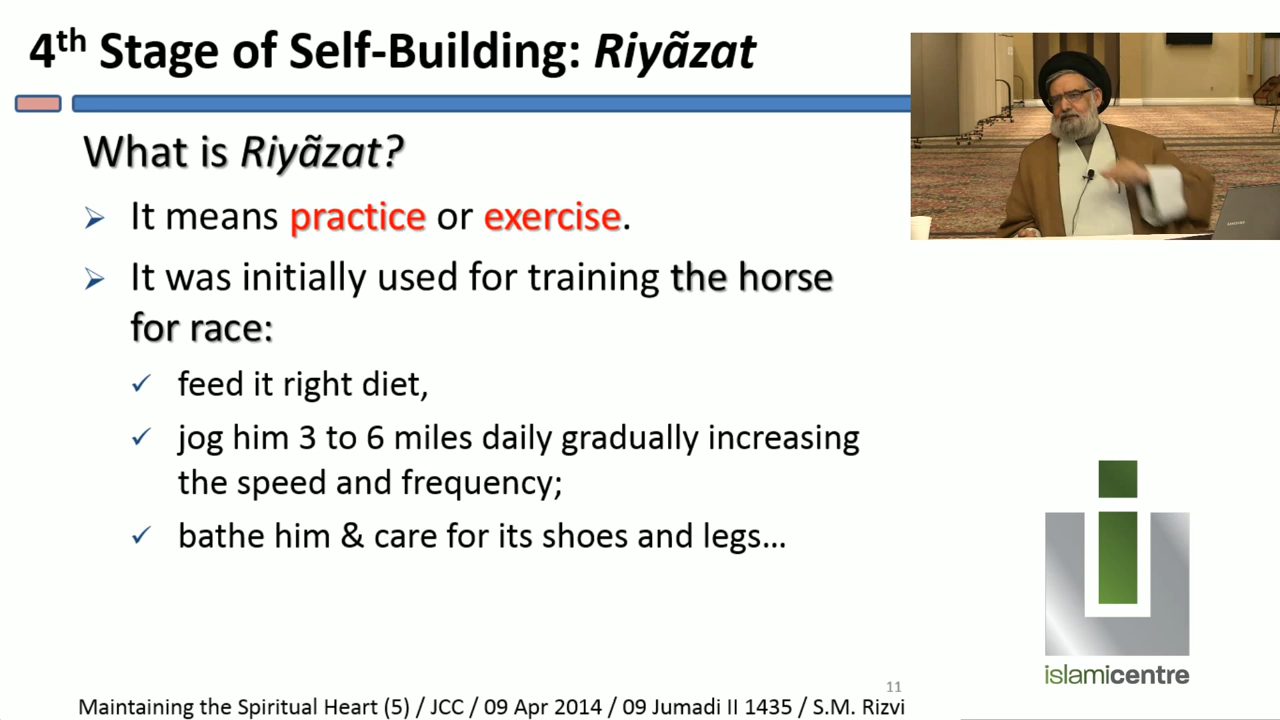 4th Stage of Self-Building: Riyãzat
What is Riyãzat?
It means practice or exercise.
It was initially used for training the horse
for race:
feed it right diet,
jog him 3 to 6 miles daily gradually increasing
the speed and frequency;
bathe him & care for its shoes and legs...
islamicentre
11
Maintaining the Spiritual Heart (5) / JCC / 09 Apr 2014 / 09 Jumadi II 1435 / S.M. Rizvi